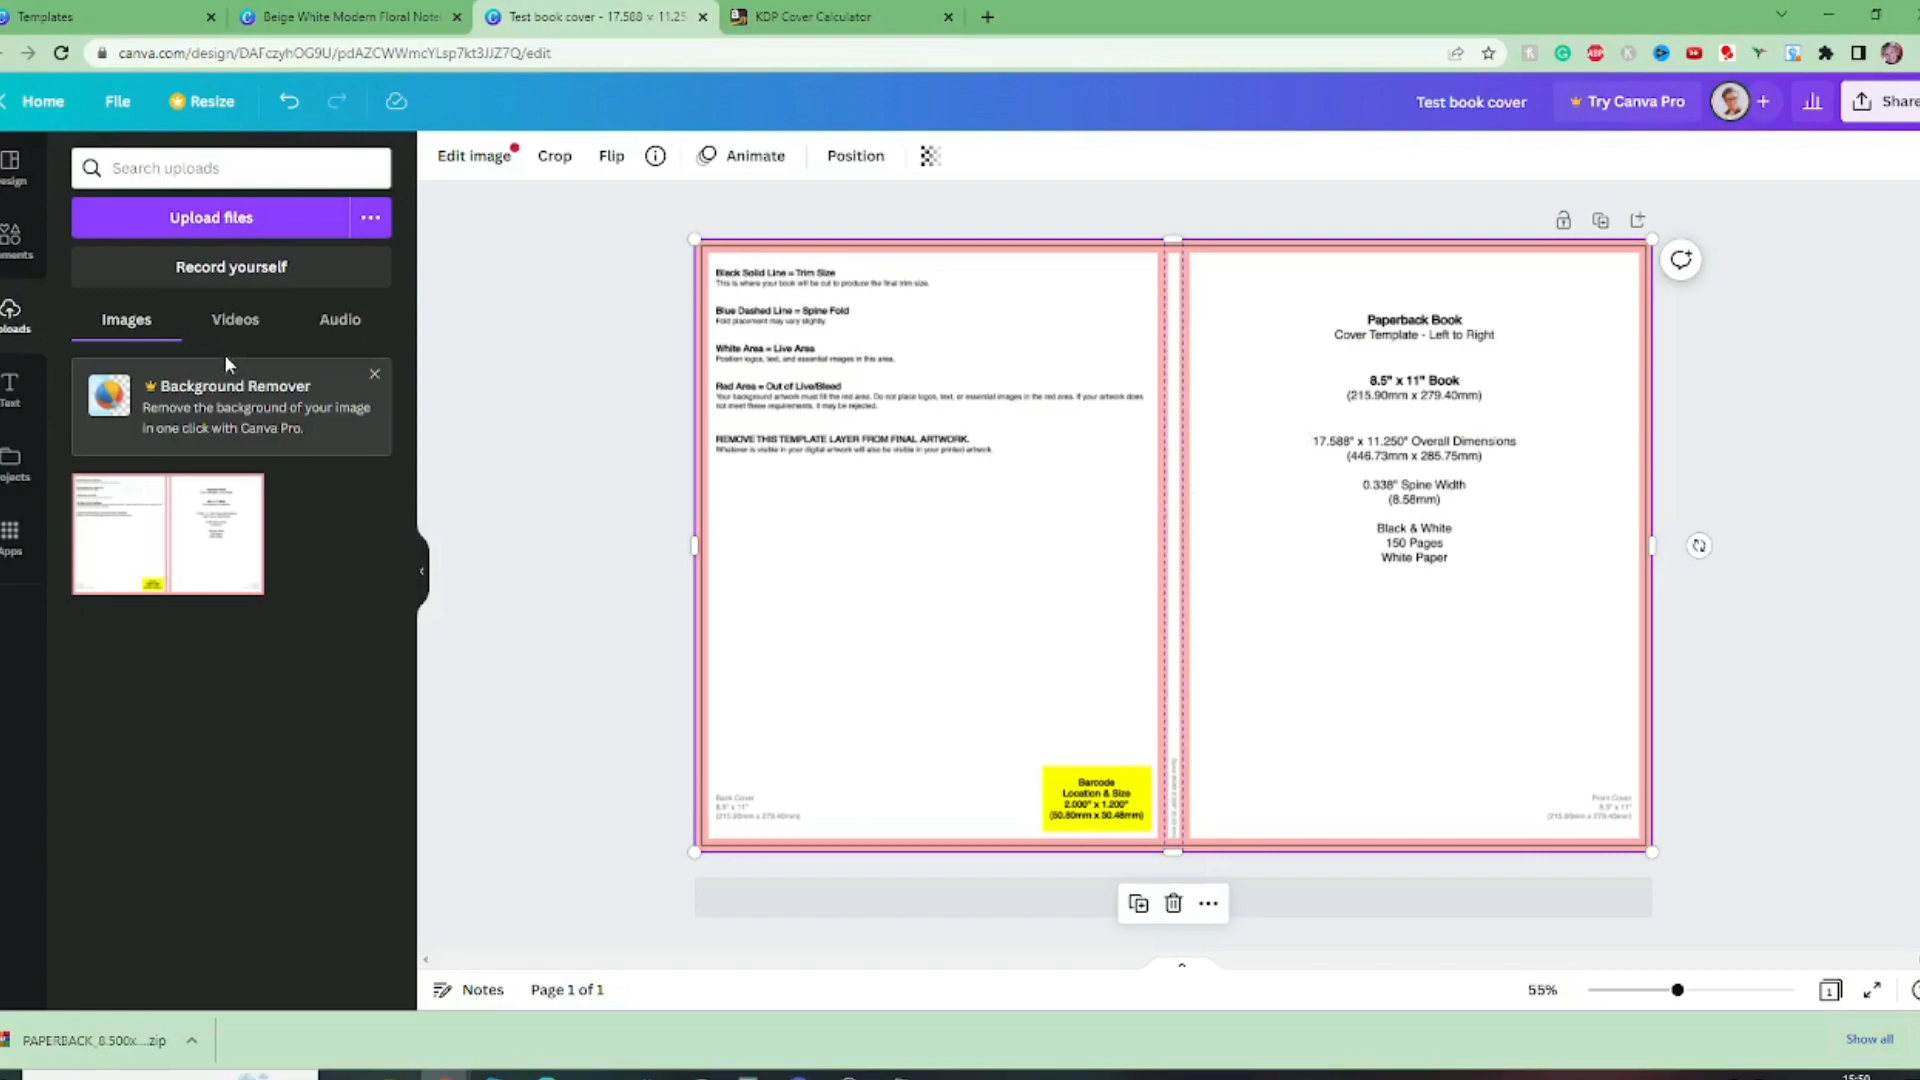 Templates
Beige White Modern Floral Note
Test book cover - 17.588 × 11.25
KDP Cover Calculator
canva.com/design/DAFczyhOG9U/pdAZCWWmcYLsp7kt3JJZ7Q/edit
Home
File
Resize
Test book cover
Try Canva Pro
Share
Search uploads
Upload files
Record yourself
Images
Videos
Audio
Background Remover
Remove the background of your image
in one click with Canva Pro.
esign
ments
ploads
Text
ojects
Apps
Edit image
Crop
Flip
Animate
Position
Black Solid Line = Trim Size
This is where your book will be cut to produce the final trim size.
Blue Dashed Line = Spine Fold
Fold placement may vary slightly.
White Area = Live Area
Position logos, text, and essential images in this area.
Red Area = Out of Live/Bleed
Your background artwork must fill the red area. Do not place logos, text, or essential images in the red area. If your artwork does
not meet these requirements, it may be rejected.
REMOVE THIS TEMPLATE LAYER FROM FINAL ARTWORK.
Whatever is visible in your digital artwork will also be visible in your printed artwork.
Back Cover
8.5" x 11"
(215.90mm x 279.40mm)
Barcode
Location & Size
2.000" x 1.200"
(50.80mm x 30.48mm)
Paperback Book
Cover Template - Left to Right
8.5" x 11" Book
(215.90mm x 279.40mm)
17.588" x 11.250" Overall Dimensions
(446.73mm x 285.75mm)
0.338" Spine Width
(8.58mm)
Black & White
150 Pages
White Paper
Front Cover
8.5" x 11"
(215.90mm x 279.40mm)
Notes
Page 1 of 1
55%
1
PAPERBACK_8.500x....zip
Show all
15:50